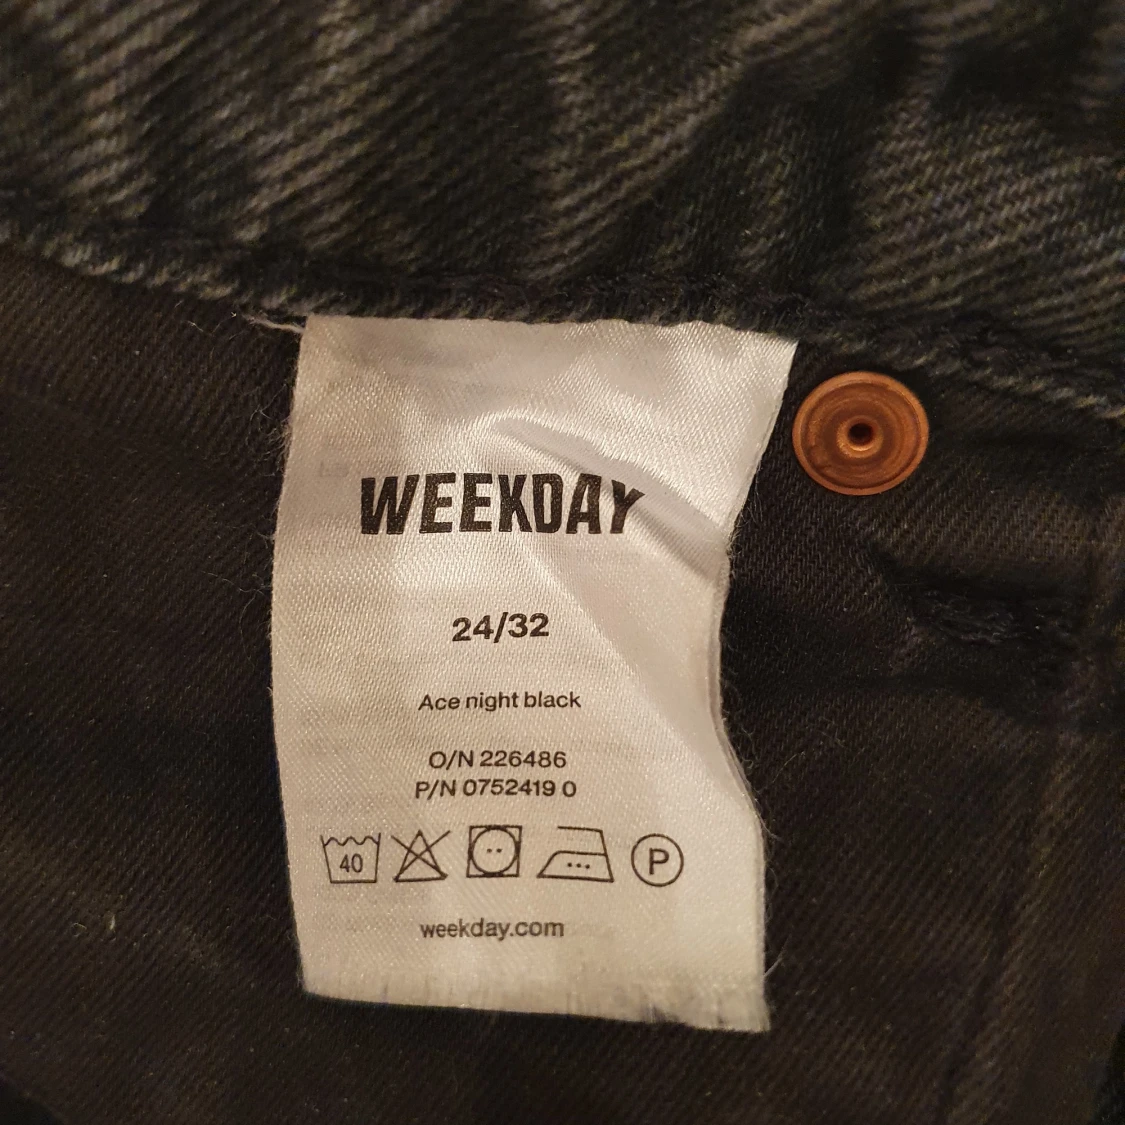 WEEKDAY
24/32
Ace night black
O/N 226486
P/N 0752419 0
40 P
weekday.com